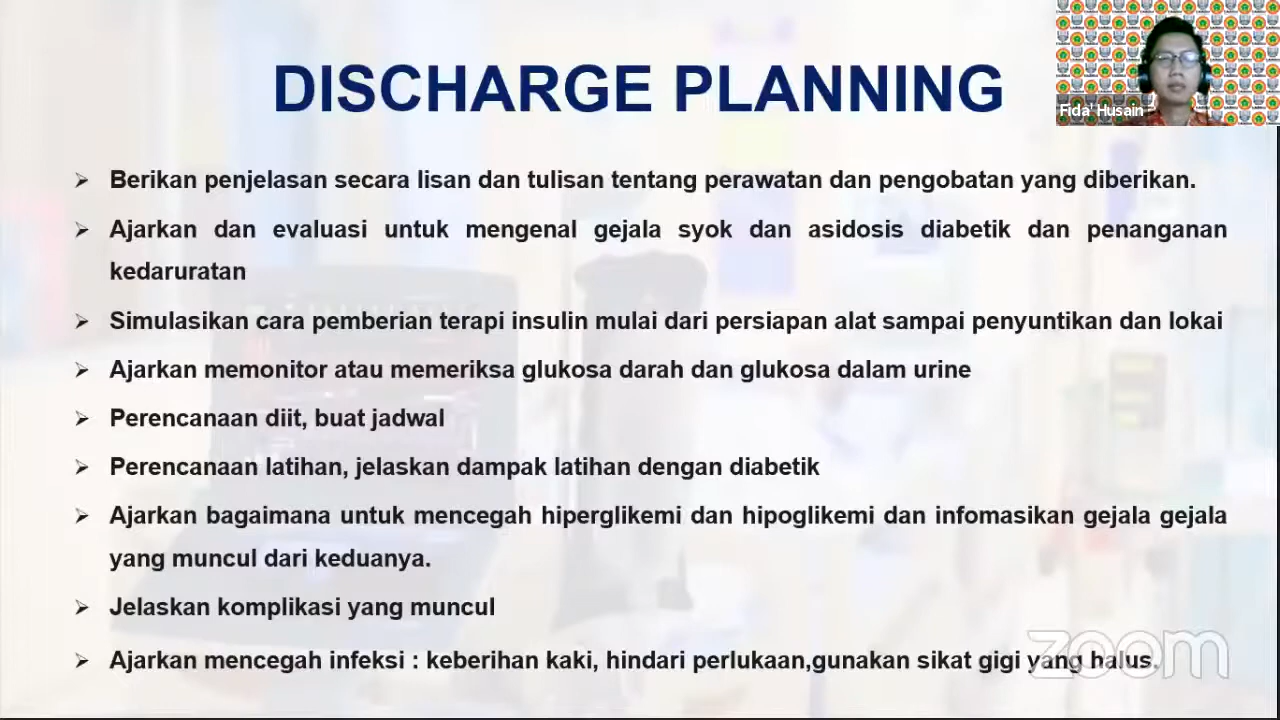 DISCHARGE PLANNING
Fida' Husain
Berikan penjelasan secara lisan dan tulisan tentang perawatan dan pengobatan yang diberikan.
Ajarkan dan evaluasi untuk mengenal gejala syok dan asidosis diabetik dan penanganan
kedaruratan
Simulasikan cara pemberian terapi insulin mulai dari persiapan alat sampai penyuntikan dan lokai
Ajarkan memonitor atau memeriksa glukosa darah dan glukosa dalam urine
Perencanaan diit, buat jadwal
Perencanaan latihan, jelaskan dampak latihan dengan diabetik
Ajarkan bagaimana untuk mencegah hiperglikemi dan hipoglikemi dan infomasikan gejala gejala
yang muncul dari keduanya.
Jelaskan komplikasi yang muncul
Ajarkan mencegah infeksi : keberihan kaki, hindari perlukaan,gunakan sikat gigi yang halus.
zoom